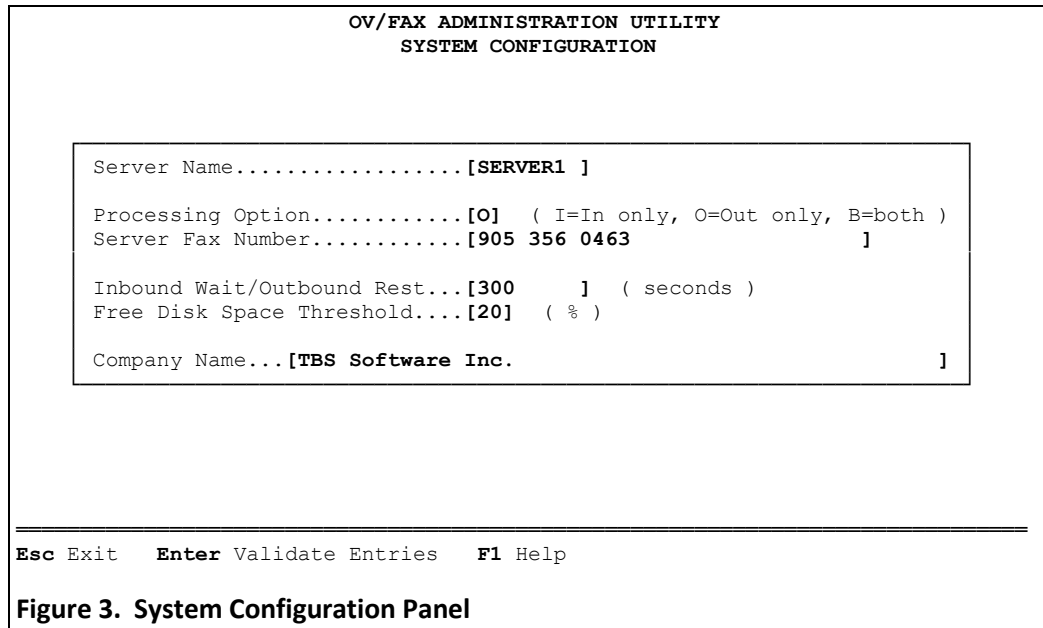 OV/FAX ADMINISTRATION UTILITY
SYSTEM CONFIGURATION
Server Name..................[SERVER1 ]
Processing Option............[O]  ( I=In only, O=Out only, B=both )
Server Fax Number............[905 356 0463                  ]
Inbound Wait/Outbound Rest...[300     ]  ( seconds )
Free Disk Space Threshold....[20]  ( % )
Company Name...[TBS Software Inc.                                 ]
Esc Exit   Enter Validate Entries   F1 Help
Figure 3.  System Configuration Panel